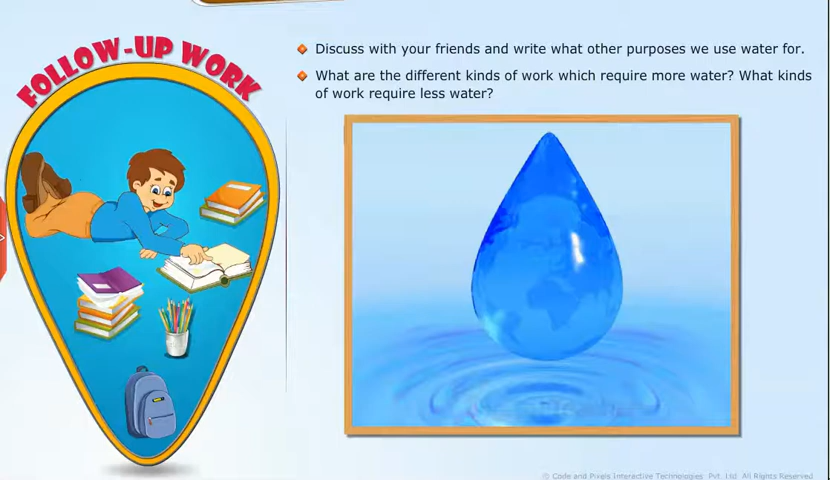 FOLLOW-UP WORK
Discuss with your friends and write what other purposes we use water for.
What are the different kinds of work which require more water? What kinds
of work require less water?
© Code and Pixels Interactive Technologies. Pvt. Ltd. All Rights Reserved